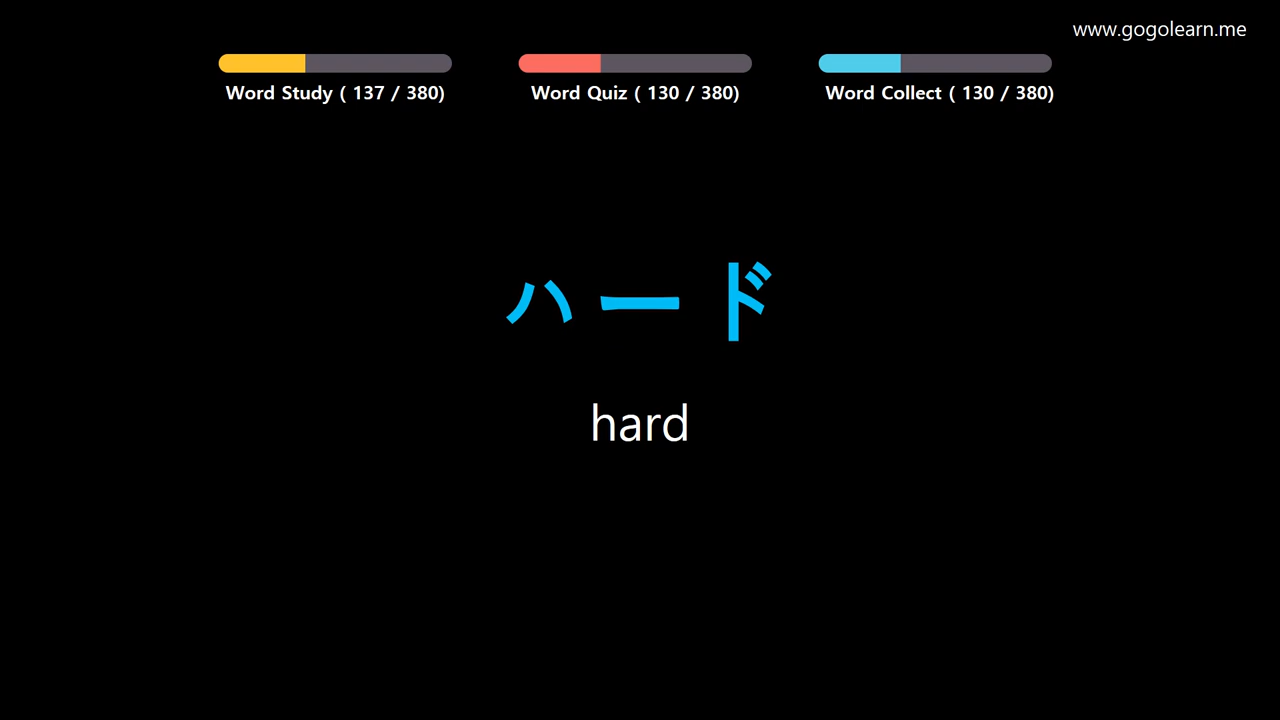 www.gogolearn.me
Word Study ( 137 / 380)
Word Quiz ( 130 / 380)
Word Collect ( 130 / 380)
ハード
hard